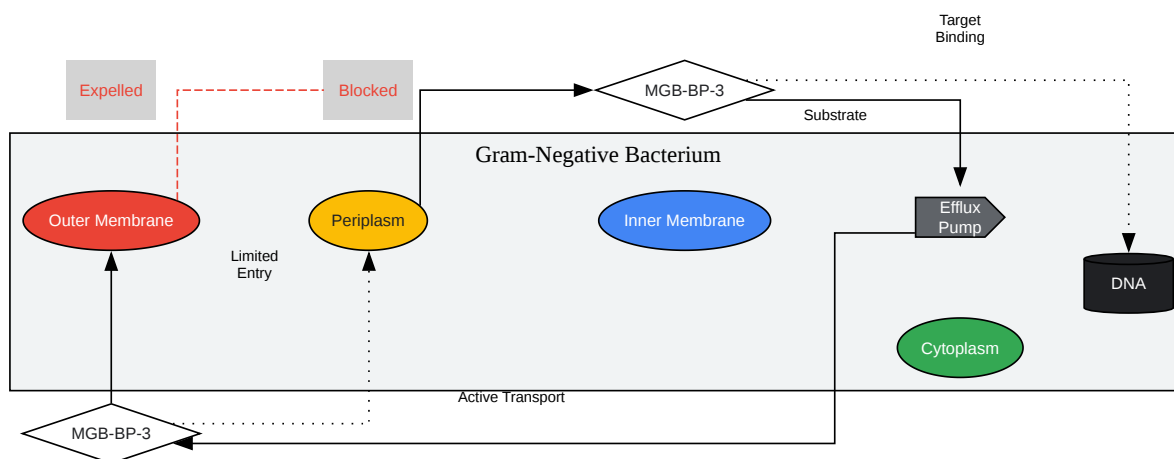 Target
Binding
Expelled
Blocked
MGB-BP-3
Substrate
Gram-Negative Bacterium
Outer Membrane
Periplasm
Inner Membrane
Efflux
Pump
Limited
Entry
DNA
Cytoplasm
Active Transport
MGB-BP-3